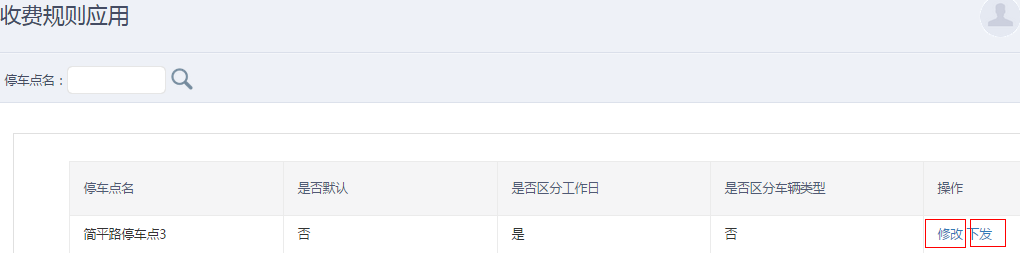 收费规则应用
停车点名：
停车点名 是否默认 是否区分工作日 是否区分车辆类型 操作
简平路停车点3 否 是 否 修改 下发